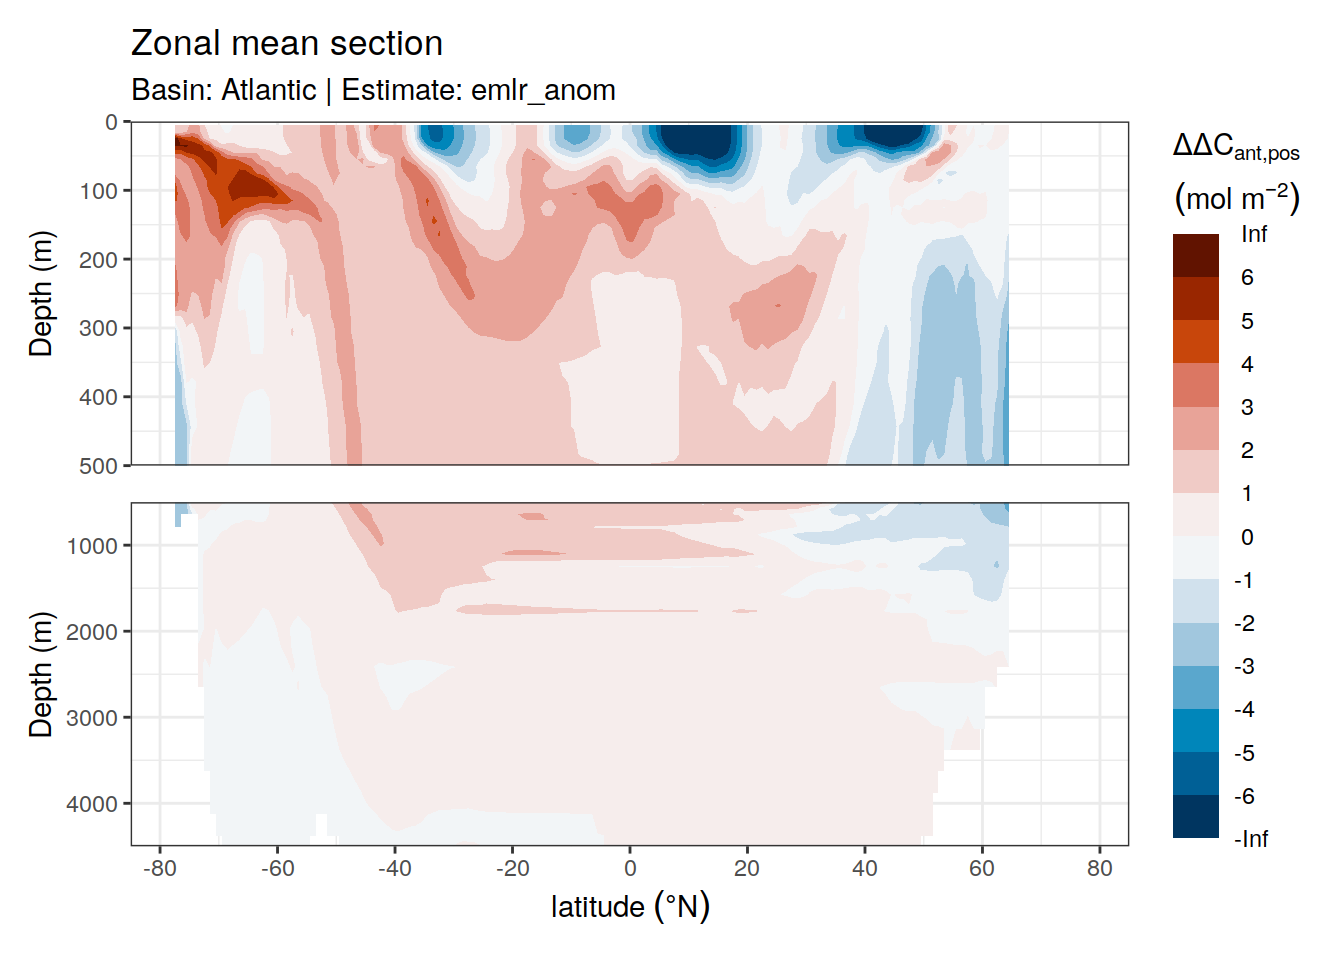 Zonal mean section
Basin: Atlantic | Estimate: emlr_anom
0
100
200
300
400
500
Depth (m)
1000
2000
3000
4000
Depth (m)
-80 -60 -40 -20 0 20 40 60 80
latitude (°N)
ΔΔCant,pos
(mol m−2)
Inf
6
5
4
3
2
1
0
-1
-2
-3
-4
-5
-6
-Inf